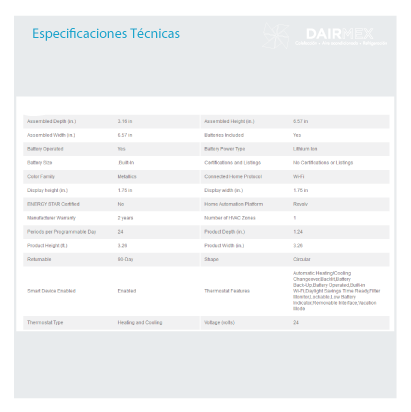 Especificaciones Técnicas
DAIRMEX
Assembled Depth (in.) 3.16 in Assembled Height (in.) 6.57 in
Assembled Width (in.) 6.57 in Batteries Included Yes
Battery Operated Yes Battery Power Type Lithium Ion
Battery Size Built-in Certifications and Listings No Certifications or Listings
Color Family Metallics Connected Home Protocol Wi-Fi
Display height (in.) 1.75 in Display width (in.) 1.75 in
ENERGY STAR Certified No Home Automation Platform
Manufacturer Warranty 2 years Number of HVAC Zones 1
Periods per Programmable Day 24 Product Depth (in.) 1.24
Product Height (ft.) 3.26 Product Width (in.) 3.26
Returnable 90-Day Shape Circular
Automatic Heating/Cooling
Changeover,Backlit,Battery
Back-Up,Battery Operated,Built-in
Wi-Fi,Daylight Savings Time Ready,Filter
Monitor,Lockable,Low Battery
Indicator,Removable Interface,Vacation
Mode
Smart Device Enabled Enabled Thermostat Features
Thermostat Type Heating and Cooling Voltage (volts) 24